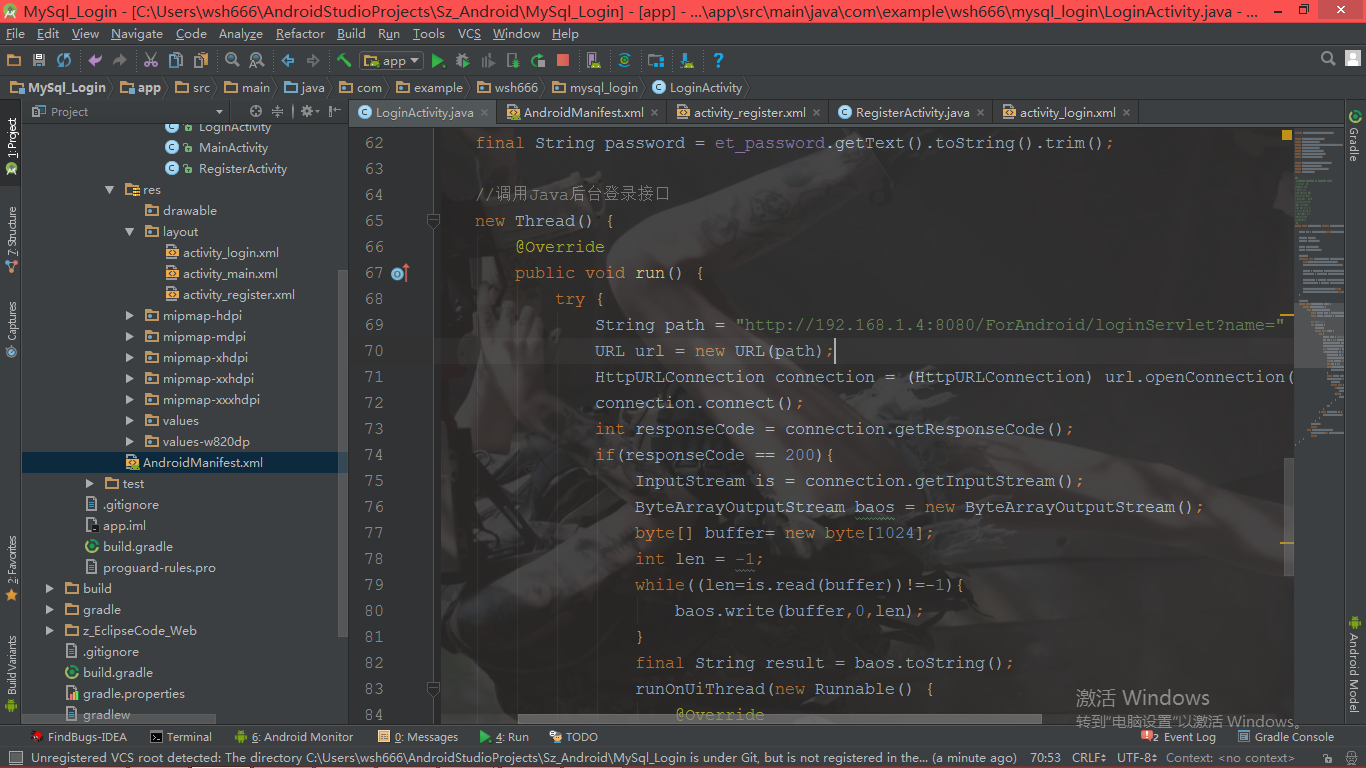 MySql_Login - [C:\Users\wsh666\AndroidStudioProjects\Sz_Android\MySql_Login] - [app] - ...\app\src\main\java\com\example\wsh666\mysql_login\LoginActivity.java - ...
File Edit View Navigate Code Analyze Refactor Build Run Tools VCS Window Help
app
MySql_Login app src main java com example wsh666 mysql_login LoginActivity
Project
LoginActivity.java AndroidManifest.xml activity_register.xml RegisterActivity.java activity_login.xml
1: Project
7: Structure
Captures
2: Favorites
Build Variants
LoginActivity
MainActivity
RegisterActivity
res
drawable
layout
activity_login.xml
activity_main.xml
activity_register.xml
mipmap-hdpi
mipmap-mdpi
mipmap-xhdpi
mipmap-xxhdpi
mipmap-xxxhdpi
values
values-w820dp
AndroidManifest.xml
test
.gitignore
app.iml
build.gradle
proguard-rules.pro
build
gradle
z_EclipseCode_Web
.gitignore
build.gradle
gradle.properties
gradlew
62 final String password = et_password.getText().toString().trim();
63
64 //调用Java后台登录接口
65 new Thread() {
66 @Override
67 public void run() {
68 try {
69 String path = "http://192.168.1.4:8080/ForAndroid/loginServlet?name="
70 URL url = new URL(path);
71 HttpURLConnection connection = (HttpURLConnection) url.openConnection(
72 connection.connect();
73 int responseCode = connection.getResponseCode();
74 if(responseCode == 200){
75 InputStream is = connection.getInputStream();
76 ByteArrayOutputStream baos = new ByteArrayOutputStream();
77 byte[] buffer= new byte[1024];
78 int len = -1;
79 while((len=is.read(buffer))!=-1){
80 baos.write(buffer,0,len);
81 }
82 final String result = baos.toString();
83 runOnUiThread(new Runnable() {
84 @Override
Gradle
Android Model
激活 Windows
转到"电脑设置"以激活 Windows。
FindBugs-IDEA Terminal 6: Android Monitor 0: Messages 4: Run TODO 2 Event Log Gradle Console
Unregistered VCS root detected: The directory C:\Users\wsh666\AndroidStudioProjects\Sz_Android\MySql_Login is under Git, but is not registered in the... (a minute ago) 70:53 CRLF UTF-8 Context: <no context>